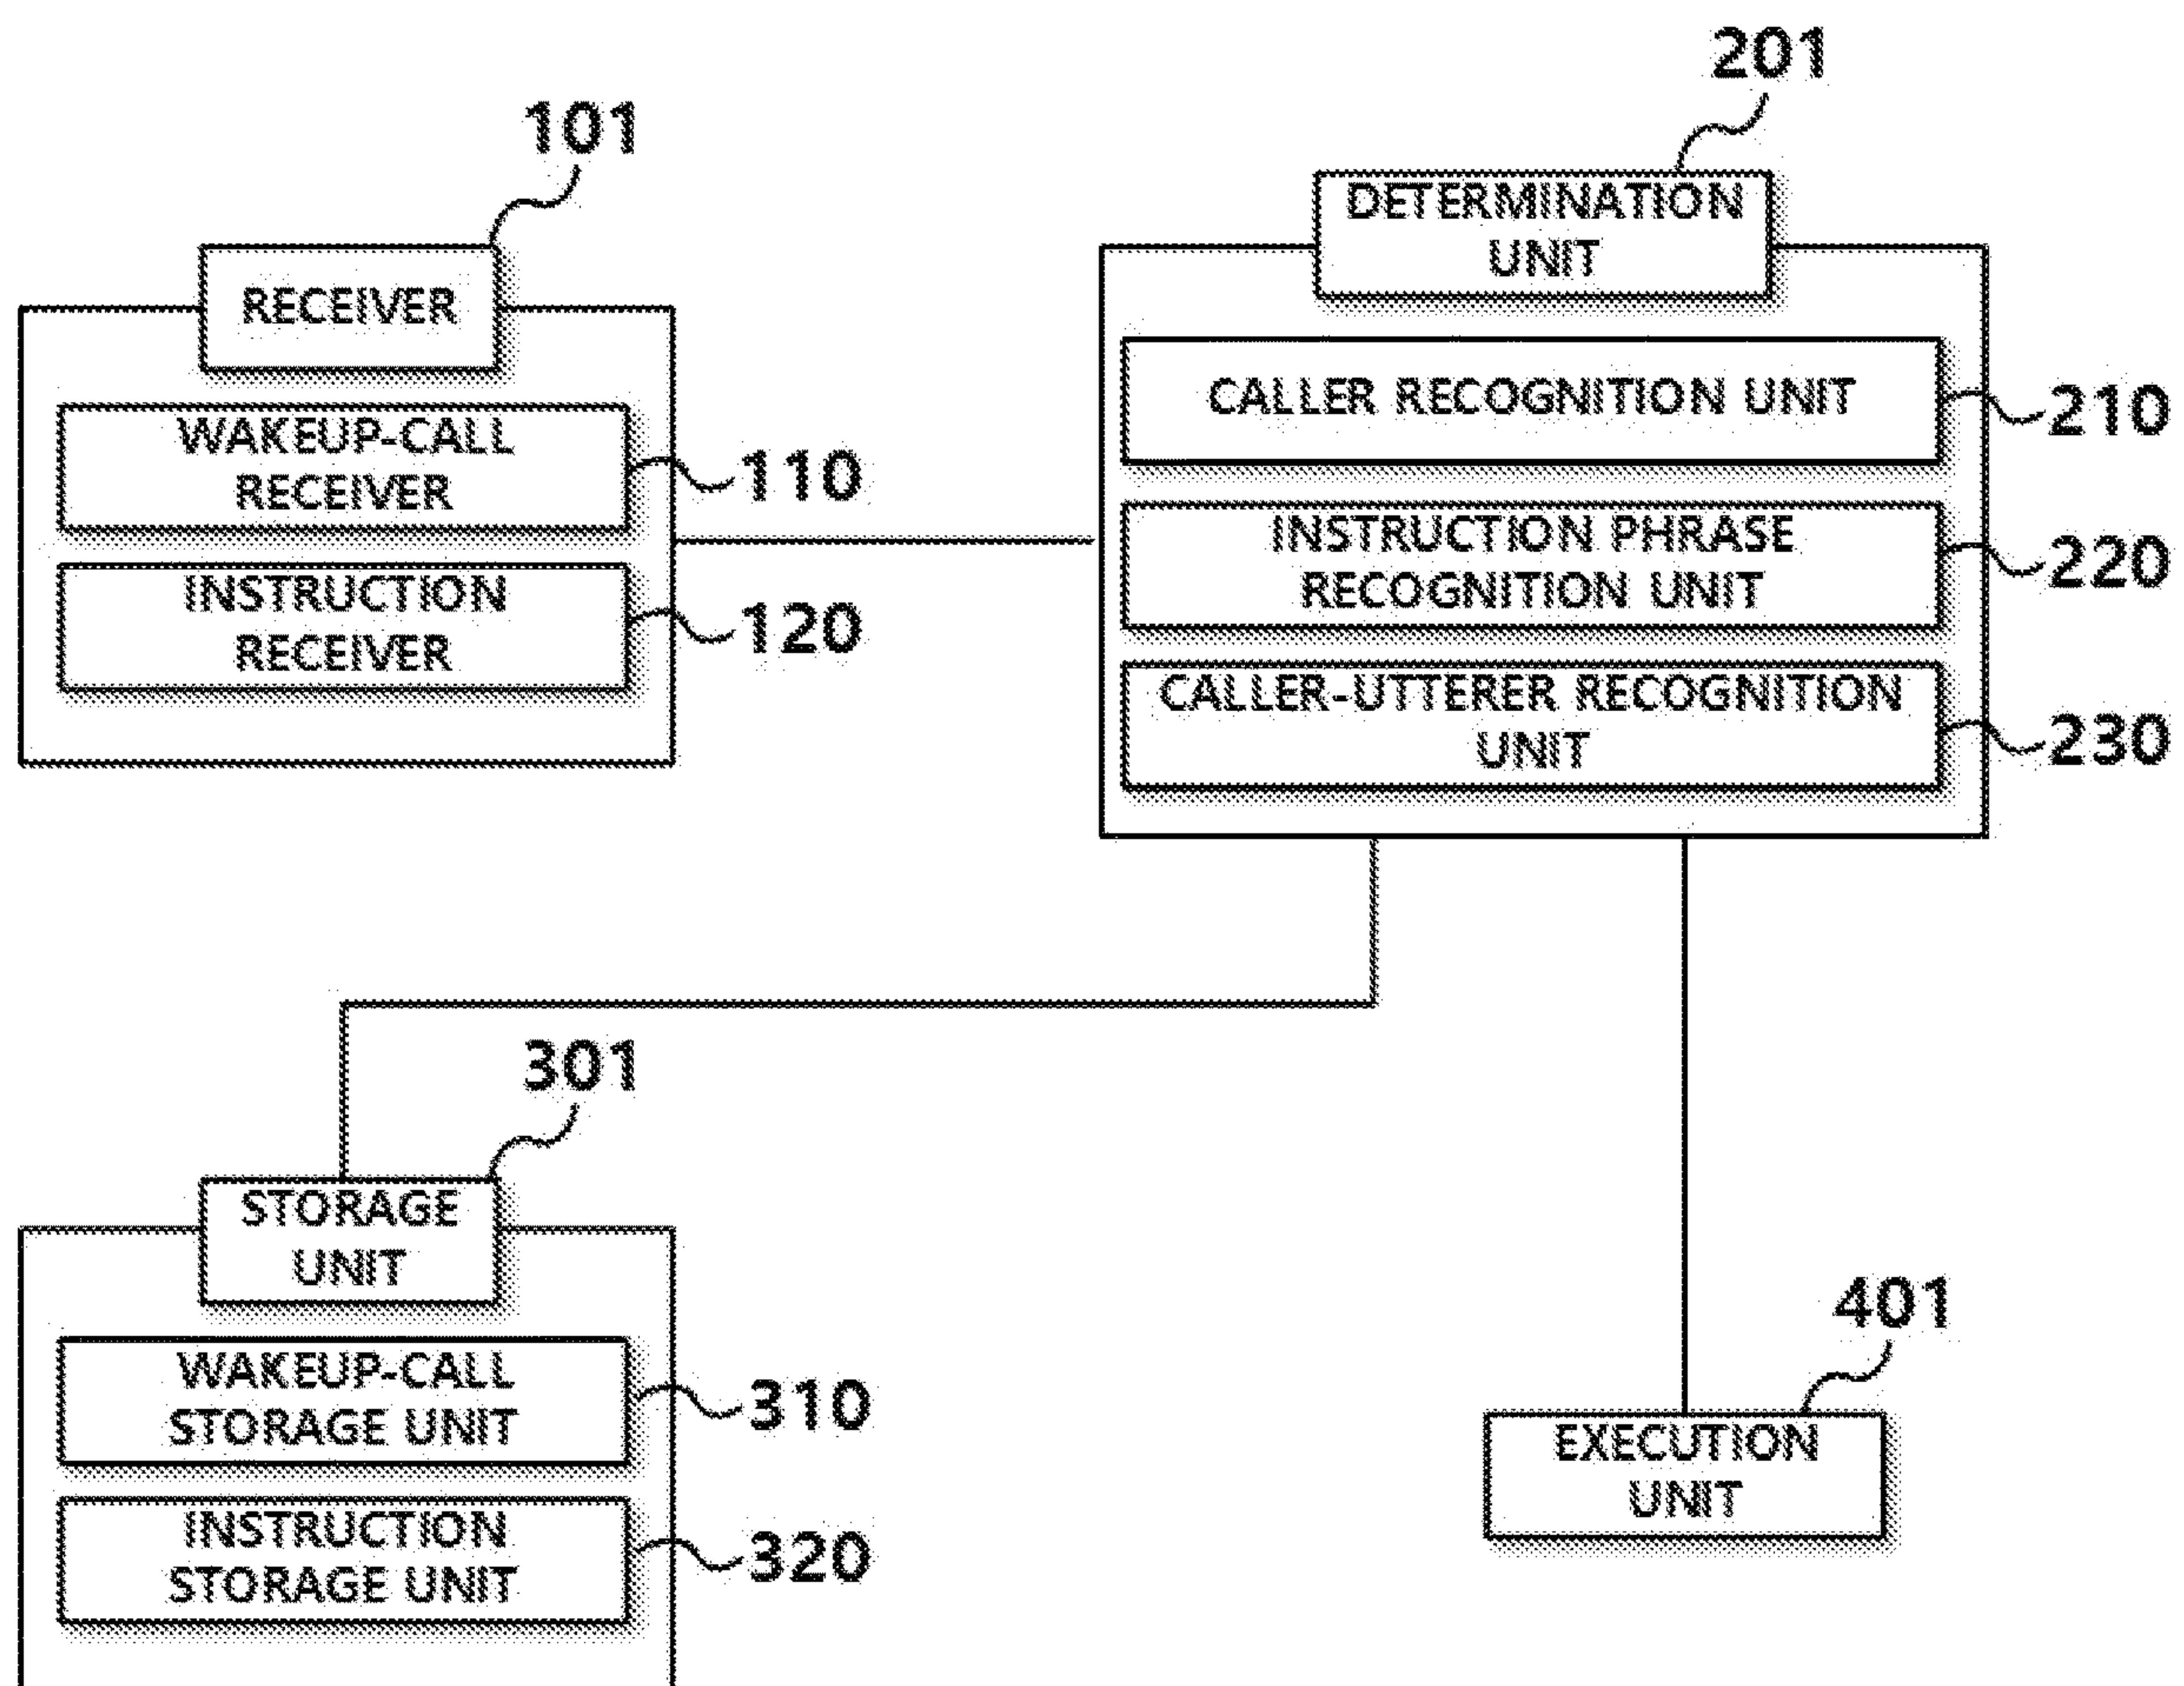 201
101
DETERMINATION
UNIT
RECEIVER
CALLER RECOGNITION UNIT
210
WAKEUP-CALL
RECEIVER
110
INSTRUCTION PHRASE
RECOGNITION UNIT
220
INSTRUCTION
RECEIVER
120
CALLER-UTTERER RECOGNITION
UNIT
230
301
STORAGE
UNIT
401
WAKEUP-CALL
STORAGE UNIT
310
EXECUTION
UNIT
INSTRUCTION
STORAGE UNIT
320